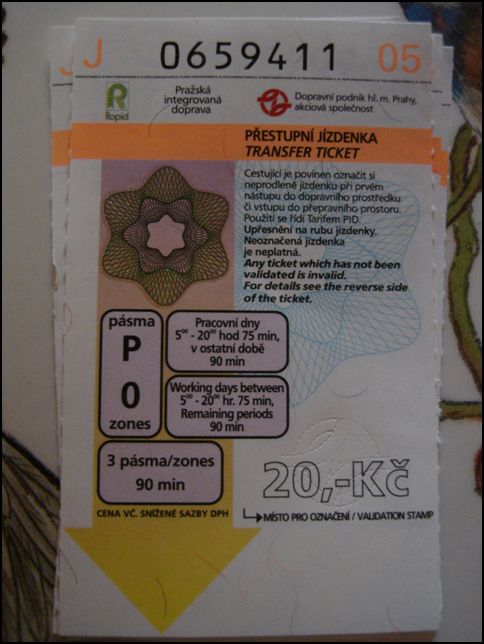 J 0659411 05
Ropid
Pražská
integrovaná
doprava
Dopravní podnik hl. m. Prahy,
akciová společnost
PŘESTUPNÍ JÍZDENKA
TRANSFER TICKET
Cestující je povinen označit si
neprodleně jízdenku při prvém
nástupu do dopravního prostředku
či vstupu do přepravního prostoru.
Použití se řídí Tarifem PID.
Upřesnění na rubu jízdenky.
Neoznačená jízdenka
je neplatná.
Any ticket which has not been
validated is invalid.
For details see the reverse side
of the ticket.
pásma
P
0
zones
Pracovní dny
5⁰⁰ - 20⁰⁰ hod 75 min,
v ostatní době
90 min
Working days between
5⁰⁰ - 20⁰⁰ hr. 75 min,
Remaining periods
90 min
3 pásma/zones
90 min
20,-Kč
CENA VČ. SNÍŽENÉ SAZBY DPH
MÍSTO PRO OZNAČENÍ / VALIDATION STAMP